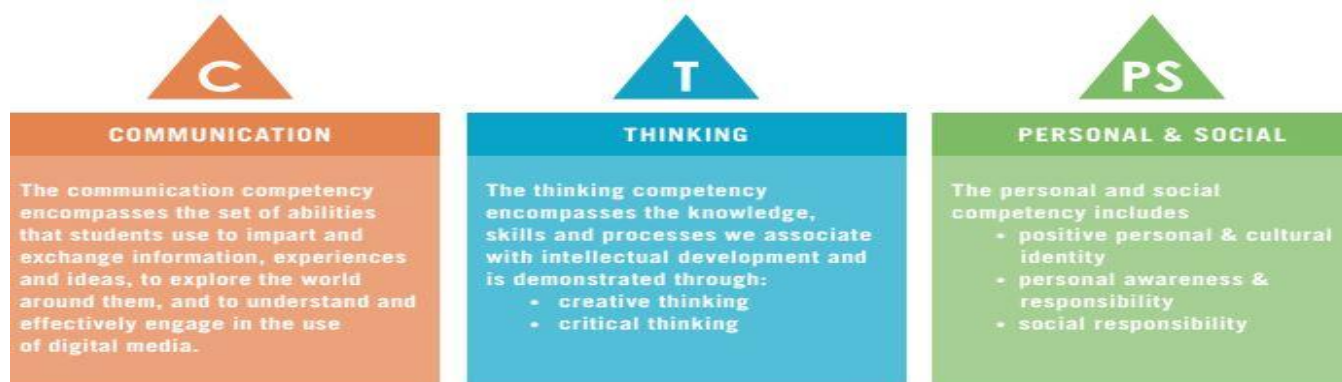 C
COMMUNICATION
The communication competency
encompasses the set of abilities
that students use to impart and
exchange information, experiences
and ideas, to explore the world
around them, and to understand and
effectively engage in the use
of digital media.
T
THINKING
The thinking competency
encompasses the knowledge,
skills and processes we associate
with intellectual development and
is demonstrated through:
• creative thinking
• critical thinking
PS
PERSONAL & SOCIAL
The personal and social
competency includes
• positive personal & cultural
identity
• personal awareness &
responsibility
• social responsibility